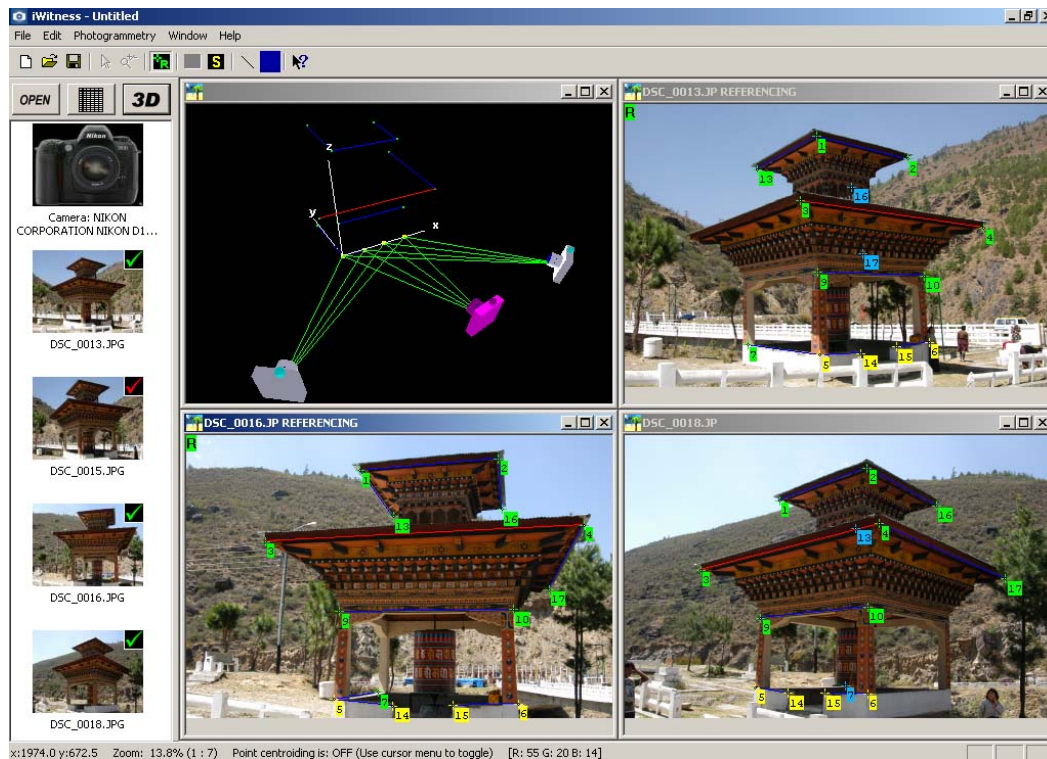 iWitness - Untitled
File Edit Photogrammetry Window Help
R S ?
OPEN 3D
Nikon
Camera: NIKON
CORPORATION NIKON D1...
DSC_0013.JPG
DSC_0015.JPG
DSC_0016.JPG
DSC_0018.JPG
z
y
x
DSC_0013.JP REFERENCING
R
1
2
13
16
3
4
17
9
10
7
5
14
15
6
DSC_0016.JP REFERENCING
R
1
2
13
16
3
4
17
9
10
5
7
14
15
6
DSC_0018.JP
2
1
16
13
4
3
17
9
10
5
14
15
7
6
x:1974.0 y:672.5 Zoom: 13.8% (1 : 7) Point centroiding is: OFF (Use cursor menu to toggle) [R: 55 G: 20 B: 14]